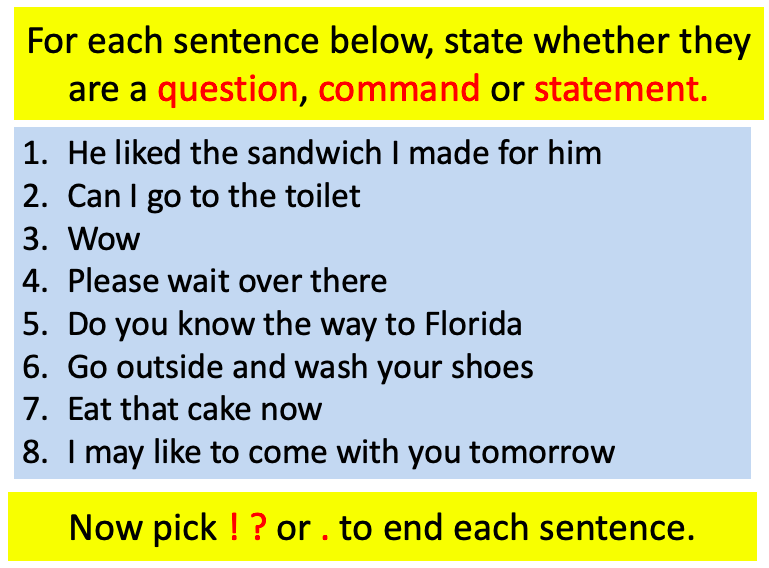 For each sentence below, state whether they
are a question, command or statement.
1. He liked the sandwich I made for him
2. Can I go to the toilet
3. Wow
4. Please wait over there
5. Do you know the way to Florida
6. Go outside and wash your shoes
7. Eat that cake now
8. I may like to come with you tomorrow
Now pick ! ? or . to end each sentence.